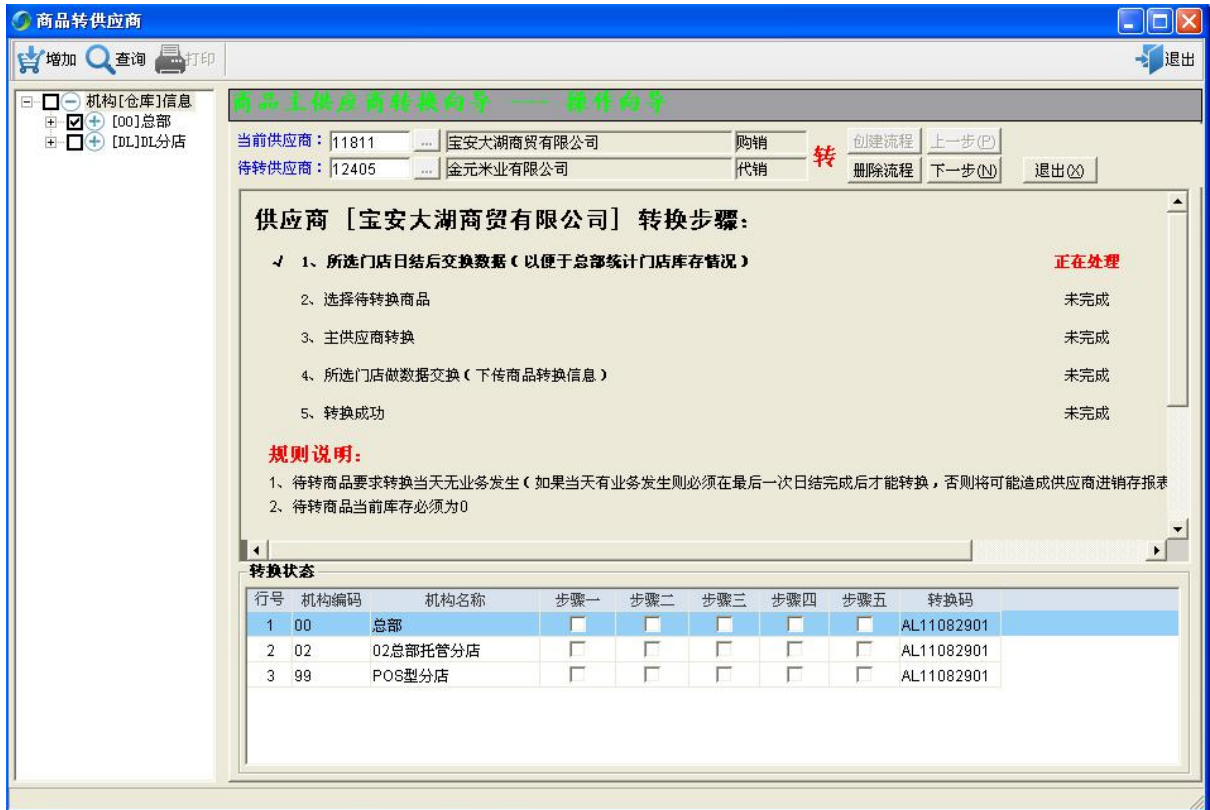 商品转供应商
增加 查询 打印 退出
机构[仓库]信息
[00]总部
[DL]DL分店
商品主供应商转换向导 --- 操作向导
当前供应商: 11811 ... 宝安大湖商贸有限公司 购销 转 创建流程 上一步(P)
待转供应商: 12405 ... 金元米业有限公司 代销 删除流程 下一步(N) 退出(X)
供应商 [宝安大湖商贸有限公司] 转换步骤:
√ 1、所选门店日结后交换数据(以便于总部统计门店库存情况) 正在处理
2、选择待转换商品 未完成
3、主供应商转换 未完成
4、所选门店做数据交换(下传商品转换信息) 未完成
5、转换成功 未完成
规则说明:
1、待转商品要求转换当天无业务发生(如果当天有业务发生则必须在最后一次日结完成后才能转换,否则将可能造成供应商进销存报表
2、待转商品当前库存必须为0
转换状态
行号 机构编码 机构名称 步骤一 步骤二 步骤三 步骤四 步骤五 转换码
1 00 总部 AL11082901
2 02 02总部托管分店 AL11082901
3 99 POS型分店 AL11082901